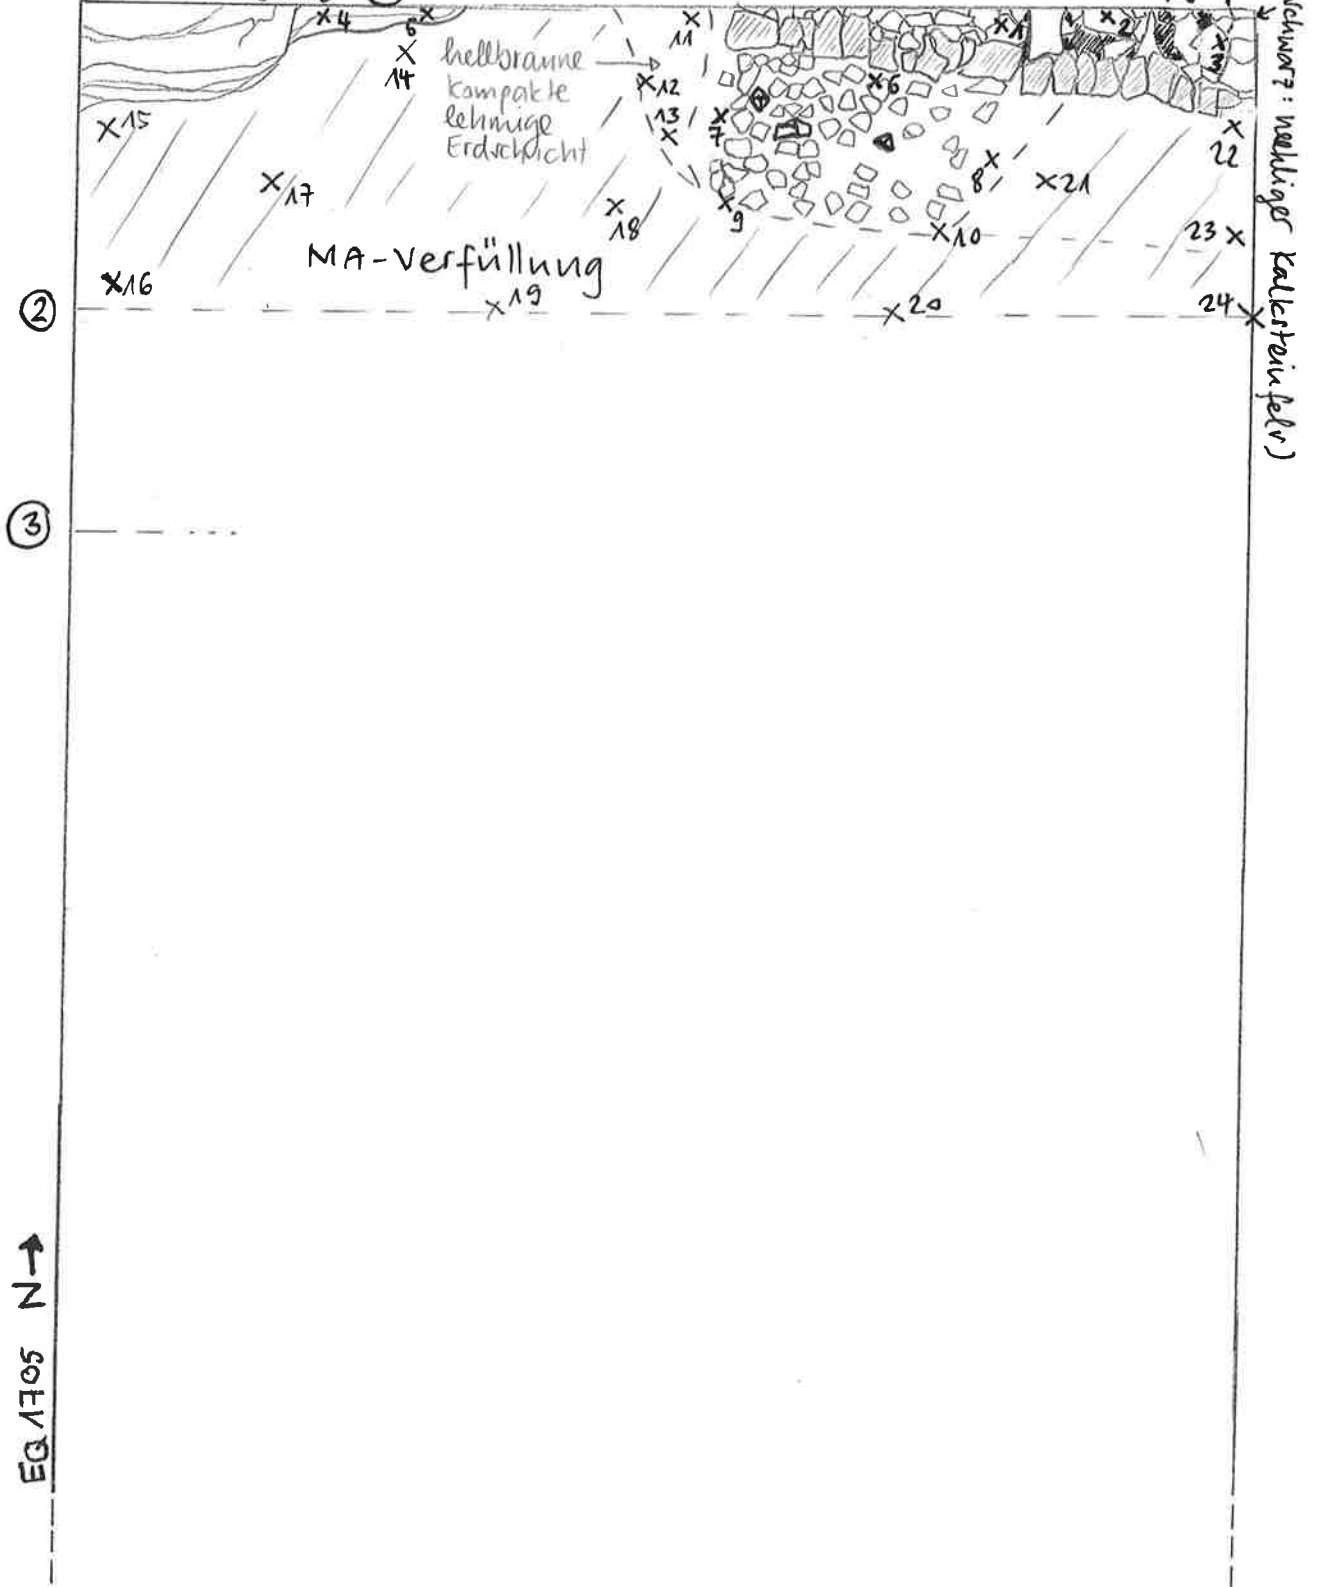 x 4
x 6
x 14
hellbraune
kompakte
lehmige
Erdschicht
x 11
x 12
13 x
x 7
x 6
x 1
x 2
x 3
x 15
x 17
x 18
x 9
x 8
x 10
x 21
x 22
23 x
MA-Verfüllung
x 16
② x 19 x 20 24 x
③
EQ 1705 N→
schwarz: mehliger Kalksteinfels)